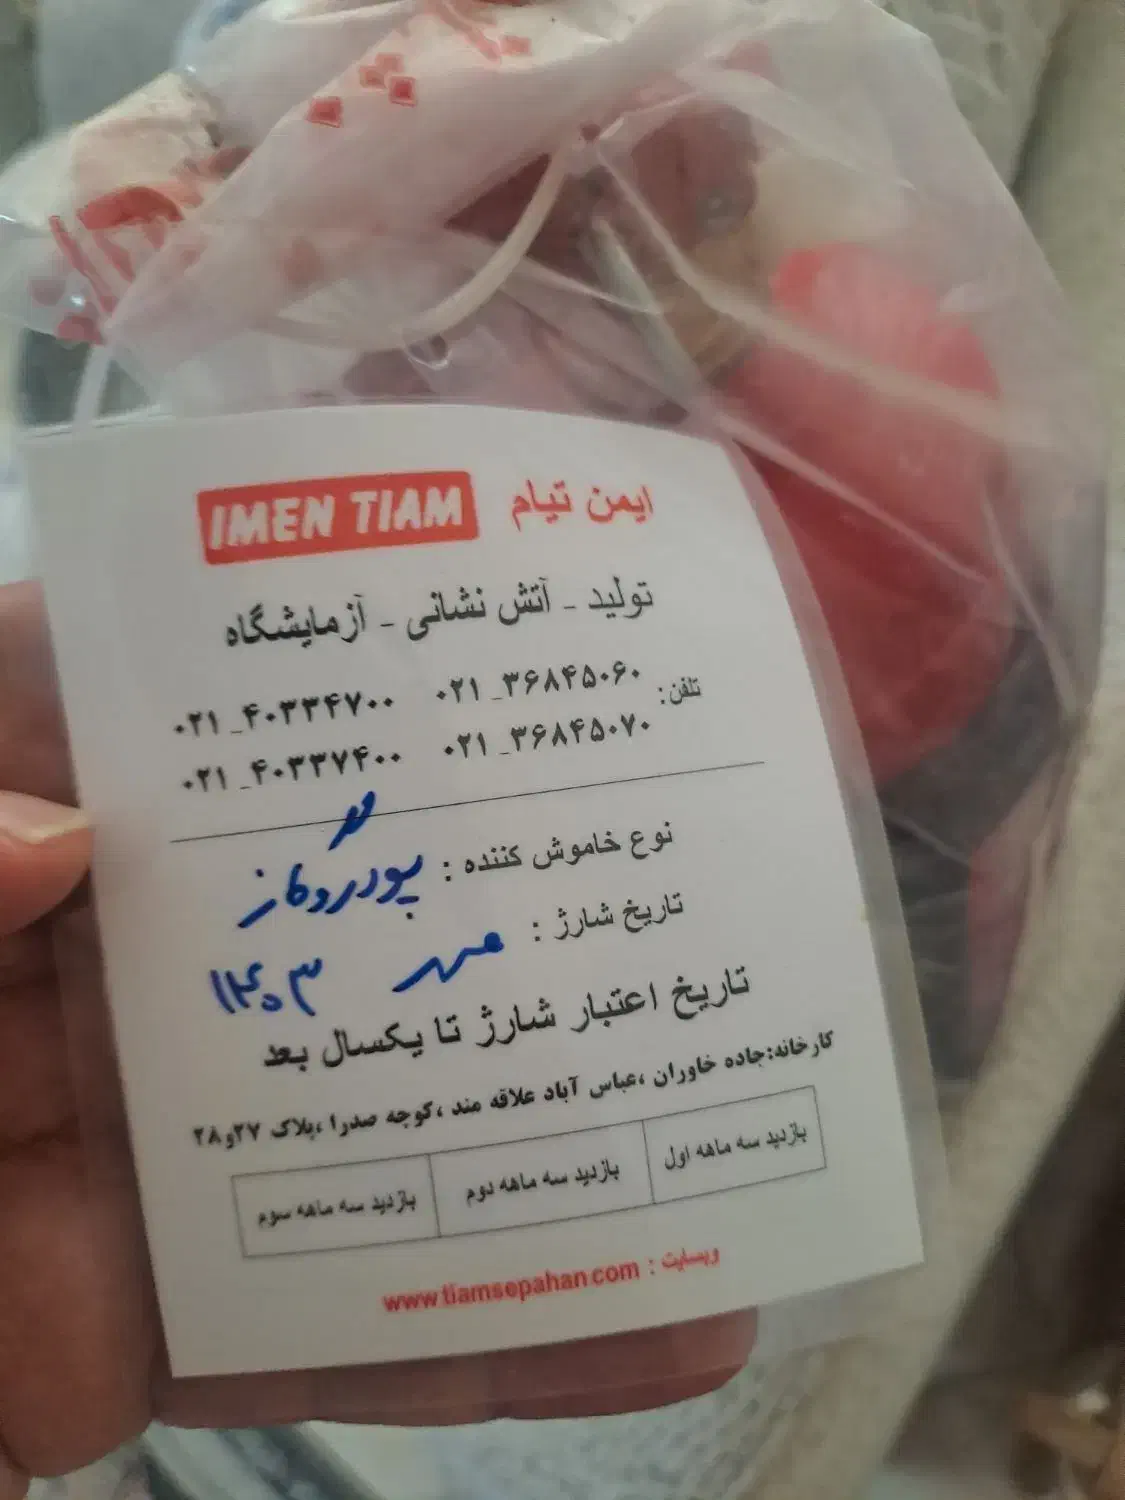 ایمن تیام IMEN TIAM
تولید - آتش نشانی - آزمایشگاه
تلفن: ۰۲۱_۳۶۸۴۵۰۶۰ ۰۲۱_۴۰۳۳۴۷۰۰
۰۲۱_۳۶۸۴۵۰۷۰ ۰۲۱_۴۰۳۳۷۴۰۰
نوع خاموش کننده : پودر و گاز
تاریخ شارژ : مهر ۱۴۰۳
تاریخ اعتبار شارژ تا یکسال بعد
کارخانه:جاده خاوران ،عباس آباد علاقه مند ،کوچه صدرا ،پلاک ۲۷و۲۸
بازدید سه ماهه اول بازدید سه ماهه دوم بازدید سه ماهه سوم
وبسایت : www.tiamsepahan.com